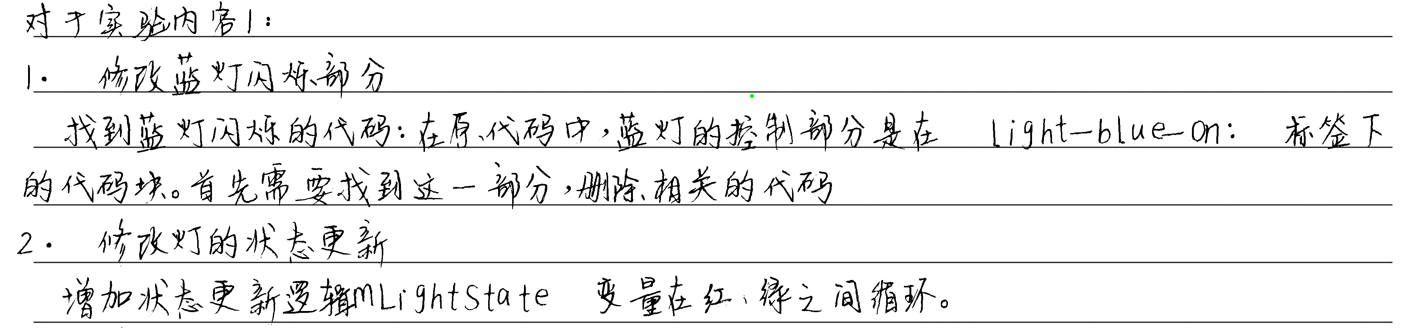 对于实验内容1：
1. 修改蓝灯闪烁部分
找到蓝灯闪烁的代码：在原代码中，蓝灯的控制部分是在 light-blue-on： 标签下
的代码块。首先需要找到这一部分，删除相关的代码
2. 修改灯的状态更新
增加状态更新逻辑mLightState 变量在红、绿之间循环。